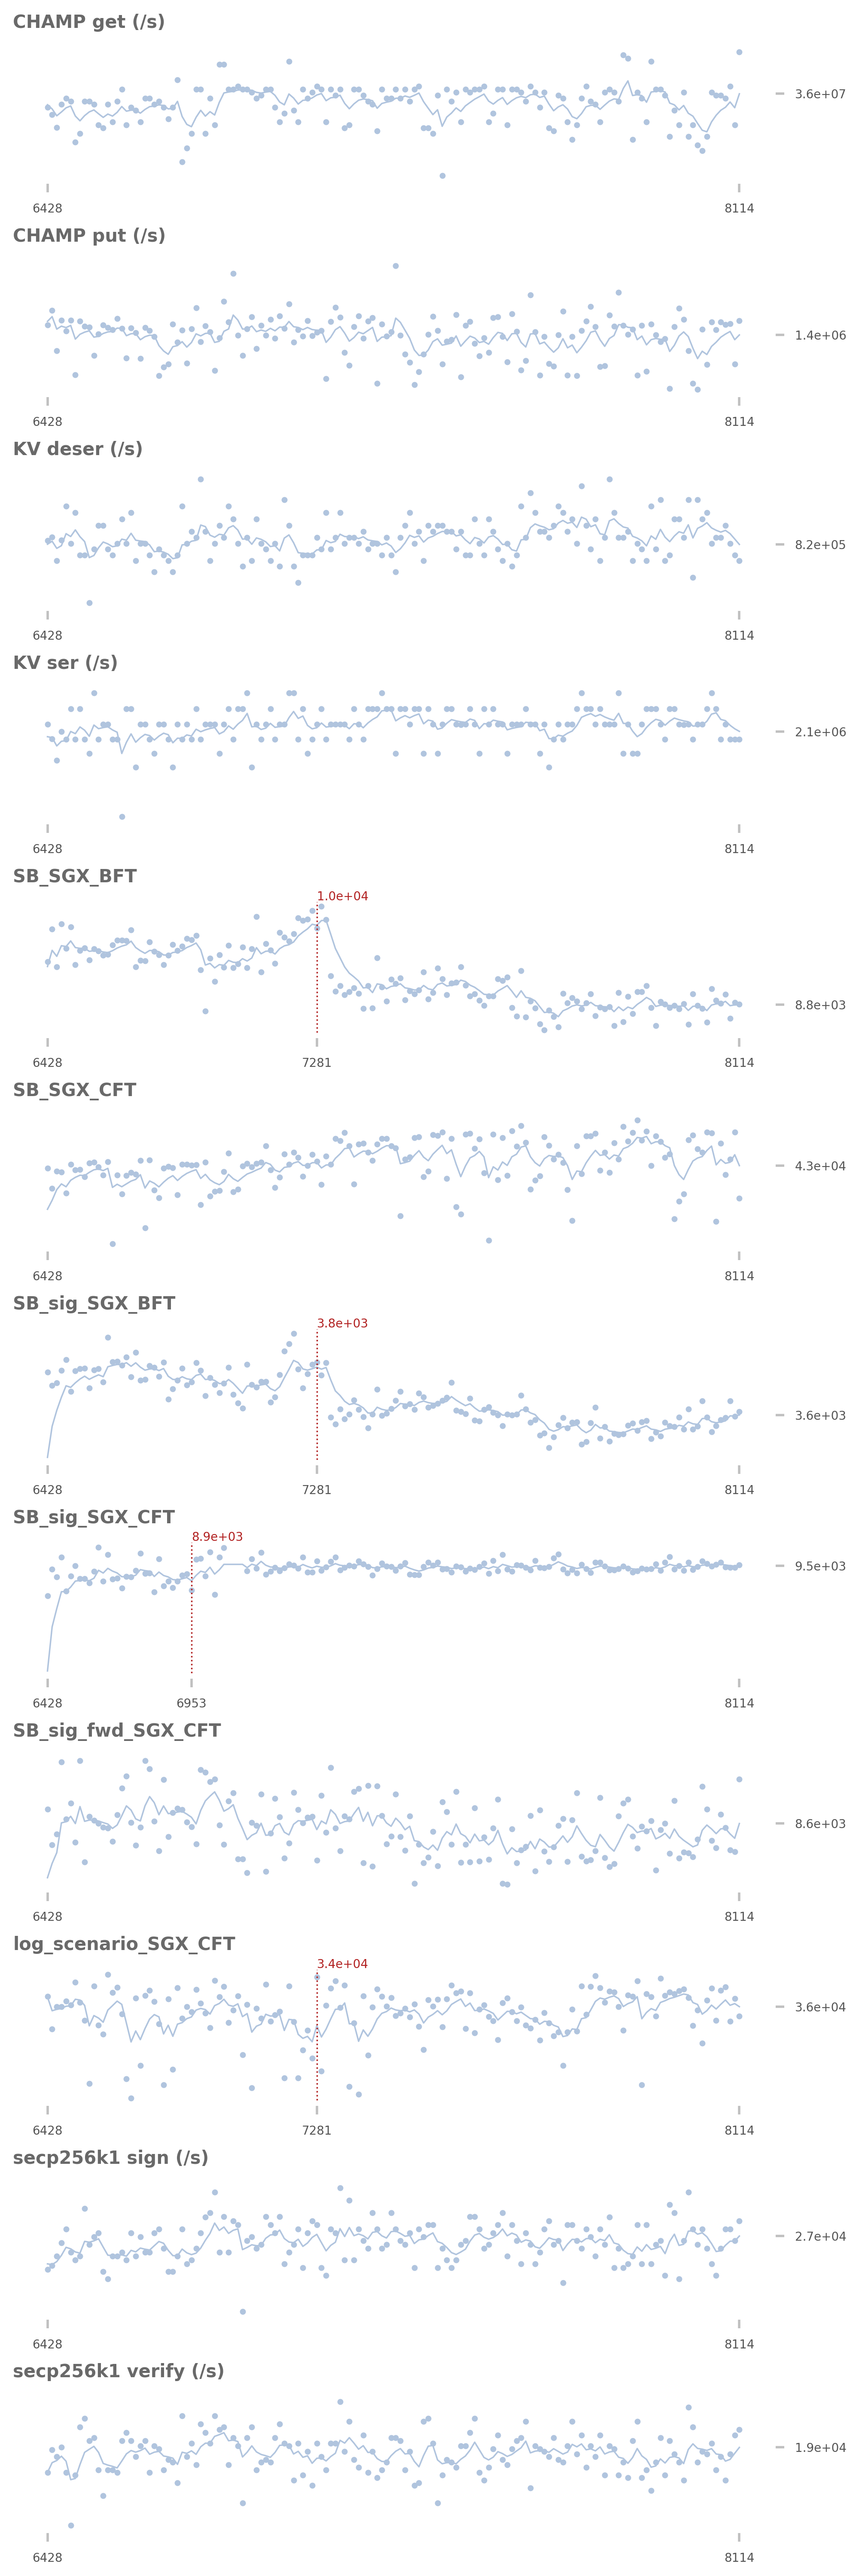 CHAMP get (/s)
3.6e+07
6428 8114
CHAMP put (/s)
1.4e+06
6428 8114
KV deser (/s)
8.2e+05
6428 8114
KV ser (/s)
2.1e+06
6428 8114
SB_SGX_BFT
1.0e+04
8.8e+03
6428 7281 8114
SB_SGX_CFT
4.3e+04
6428 8114
SB_sig_SGX_BFT
3.8e+03
3.6e+03
6428 7281 8114
SB_sig_SGX_CFT
8.9e+03
9.5e+03
6428 6953 8114
SB_sig_fwd_SGX_CFT
8.6e+03
6428 8114
log_scenario_SGX_CFT
3.4e+04
3.6e+04
6428 7281 8114
secp256k1 sign (/s)
2.7e+04
6428 8114
secp256k1 verify (/s)
1.9e+04
6428 8114